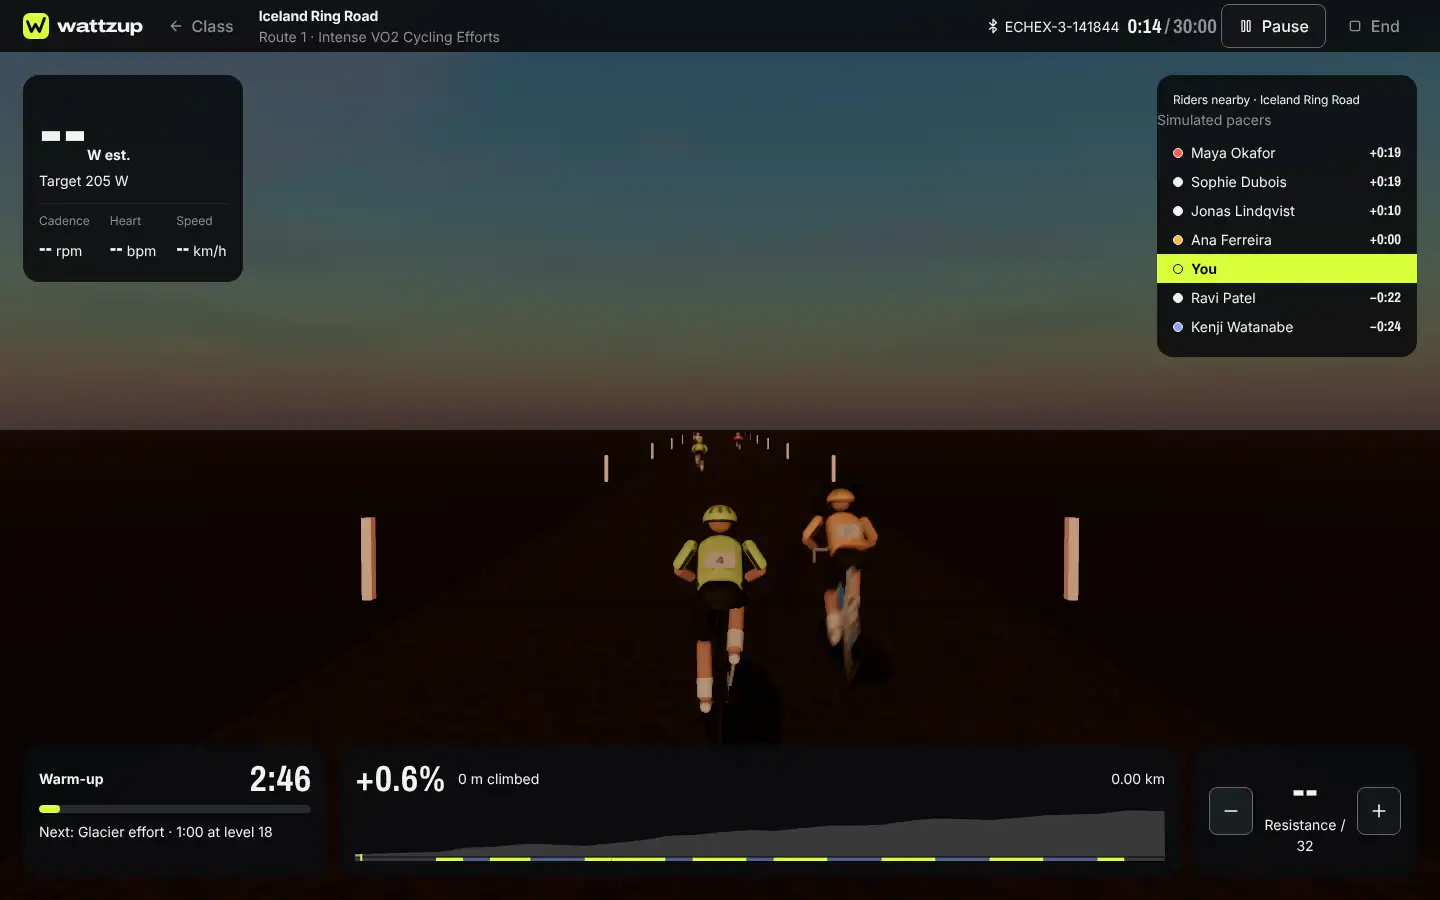 W wattzup
← Class
Iceland Ring Road
Route 1 · Intense VO2 Cycling Efforts
ECHEX-3-141844 0:14 / 30:00
Pause
End
--
W est.
Target 205 W
Cadence Heart Speed
-- rpm -- bpm -- km/h
Riders nearby · Iceland Ring Road
Simulated pacers
Maya Okafor +0:19
Sophie Dubois +0:19
Jonas Lindqvist +0:10
Ana Ferreira +0:00
You
Ravi Patel −0:22
Kenji Watanabe −0:24
4
Warm-up 2:46
Next: Glacier effort · 1:00 at level 18
+0.6% 0 m climbed 0.00 km
− -- +
Resistance /
32